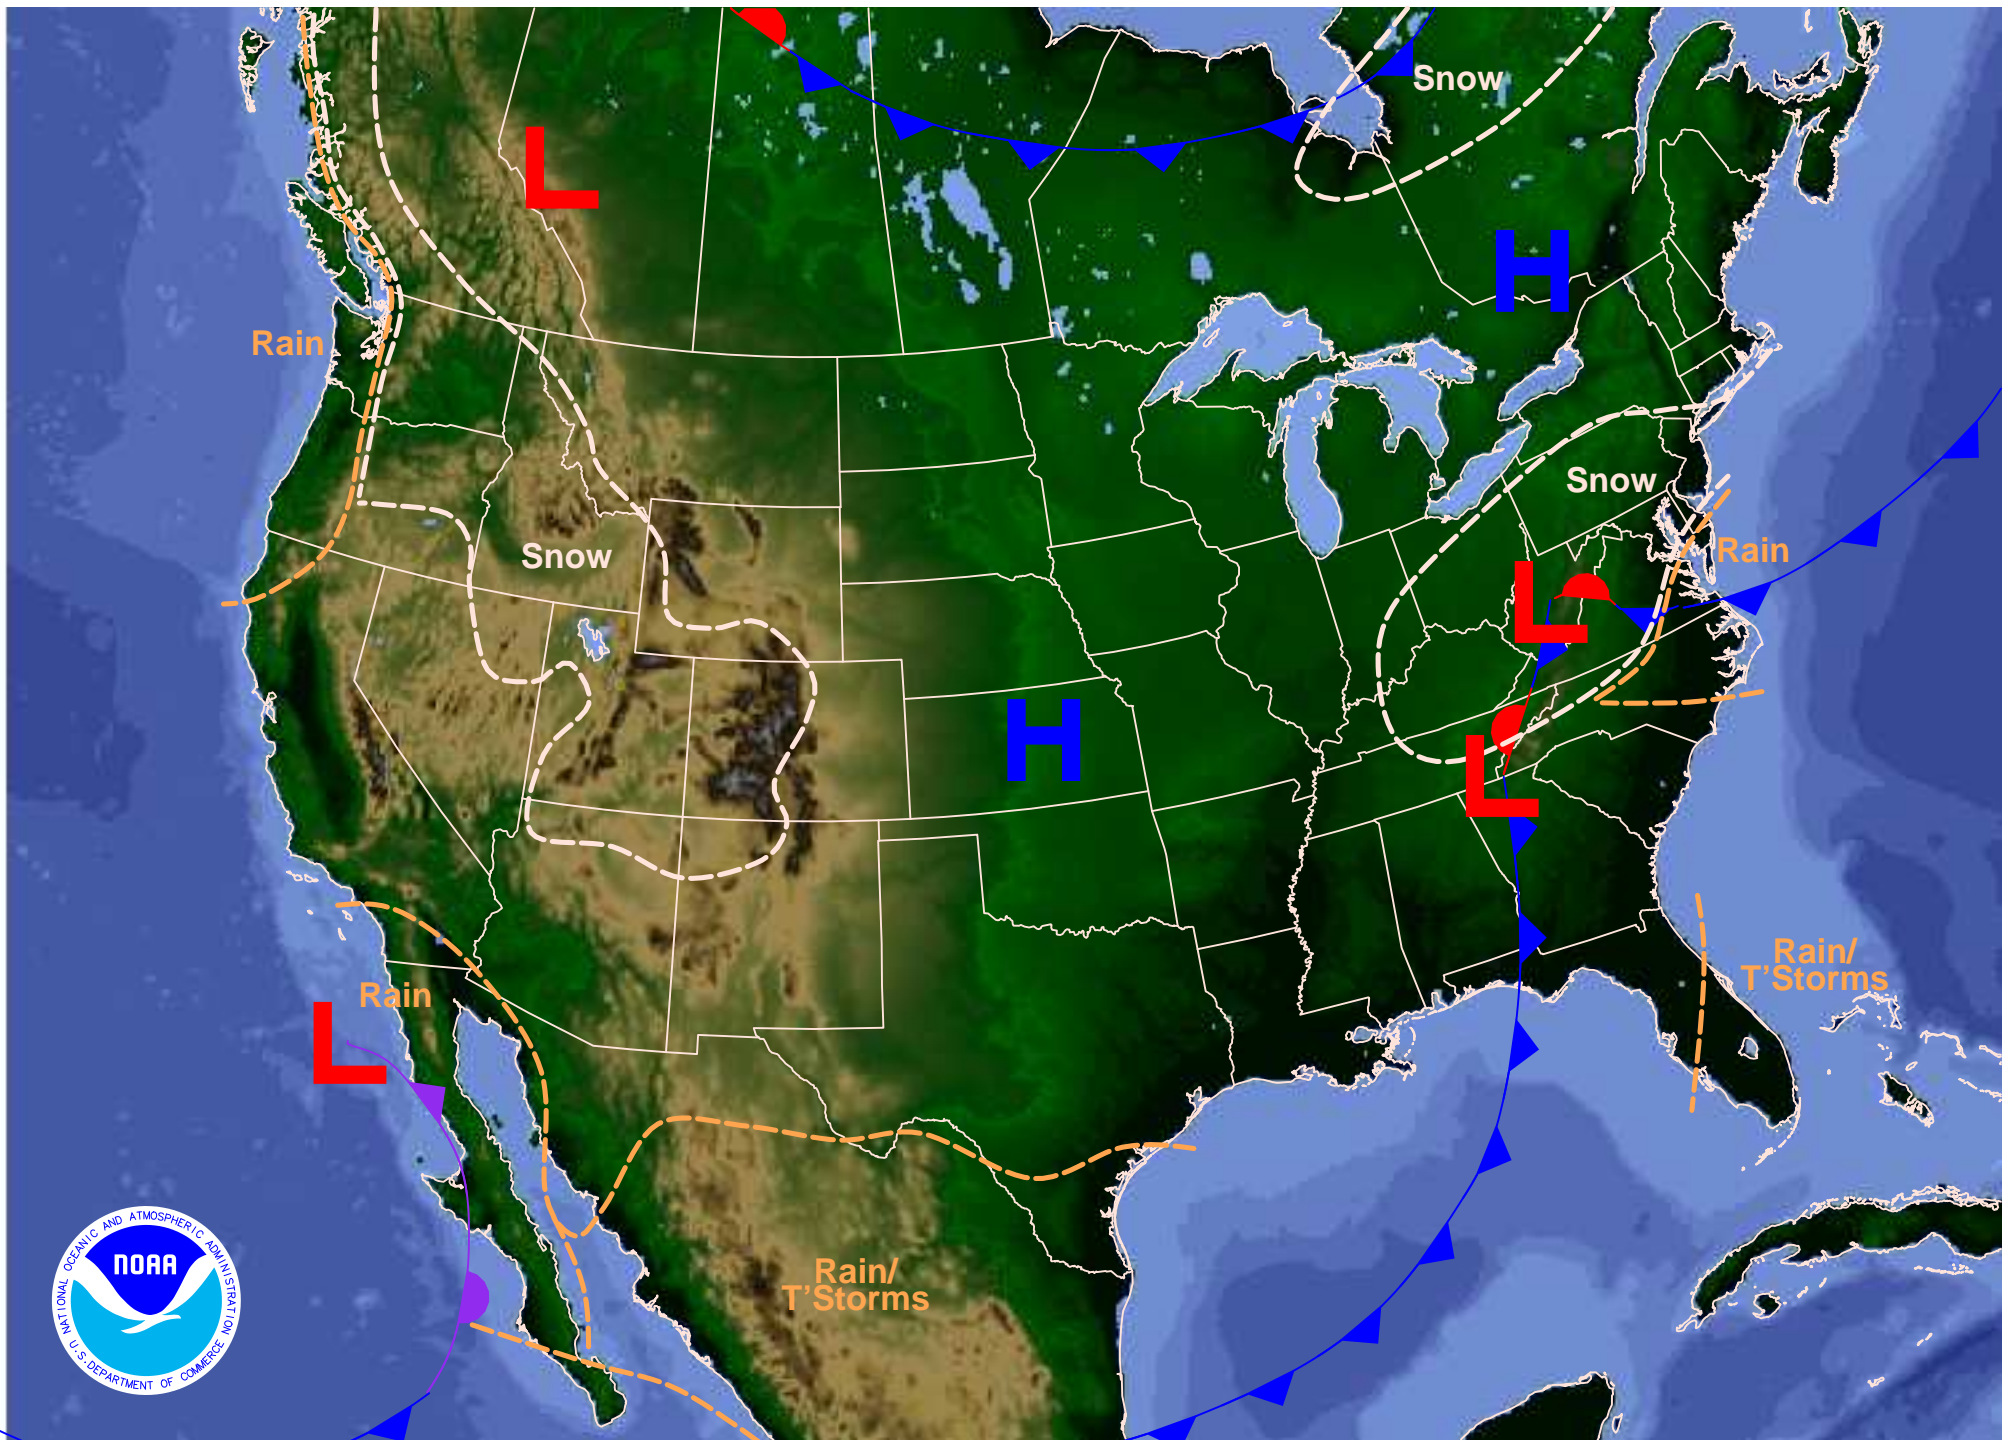 Snow
L
H
Rain
Snow
Snow
Rain
L
H
L
Rain/
T'Storms
Rain
L
Rain/
T'Storms
NOAA
NATIONAL OCEANIC AND ATMOSPHERIC ADMINISTRATION
U.S. DEPARTMENT OF COMMERCE